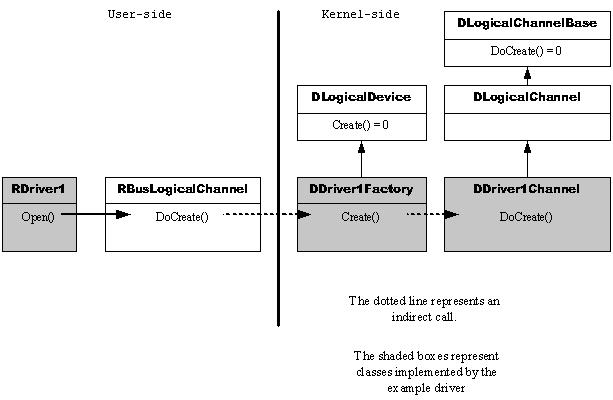 User-side
Kernel-side
DLogicalChannelBase
DoCreate() = 0
DLogicalDevice
Create() = 0
DLogicalChannel
RDriver1
Open()
RBusLogicalChannel
DoCreate()
DDriver1Factory
Create()
DDriver1Channel
DoCreate()
The dotted line represents an
indirect call.
The shaded boxes represent
classes implemented by the
example driver